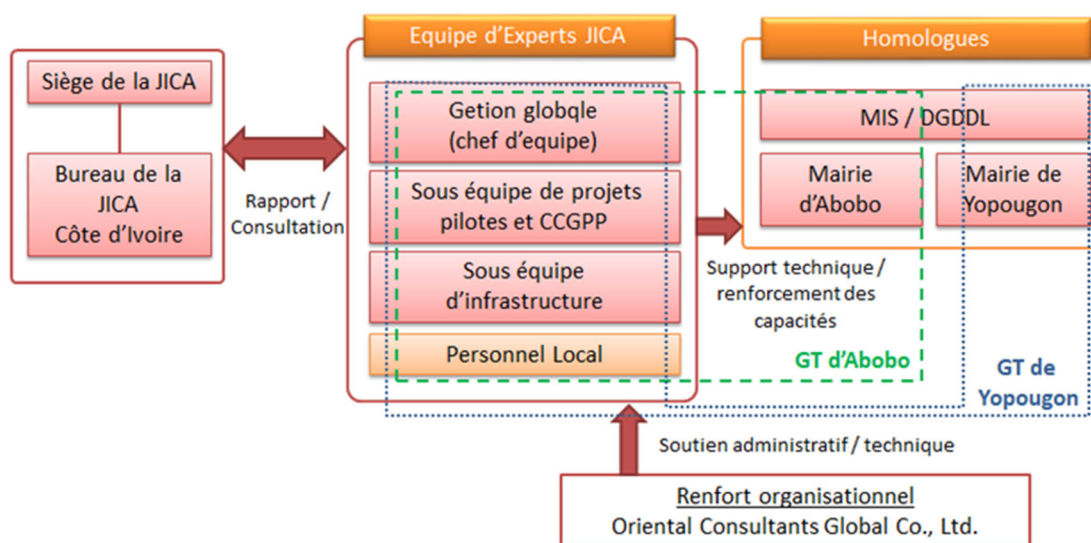 Siège de la JICA
Bureau de la
JICA
Côte d'Ivoire
Rapport /
Consultation
Equipe d'Experts JICA
Getion globqle
(chef d'equipe)
Sous équipe de projets
pilotes et CCGPP
Sous équipe
d'infrastructure
Personnel Local
Homologues
MIS / DGDDL
Mairie
d'Abobo
Mairie de
Yopougon
Support technique /
renforcement des
capacités
GT d'Abobo
GT de
Yopougon
Soutien administratif / technique
Renfort organisationnel
Oriental Consultants Global Co., Ltd.